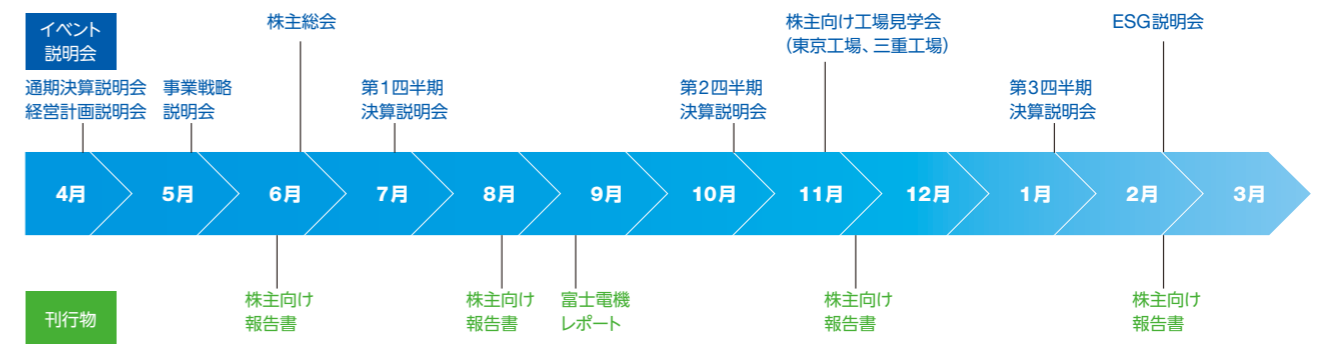 イベント
説明会
株主総会
株主向け工場見学会
(東京工場、三重工場)
ESG説明会
通期決算説明会
経営計画説明会
事業戦略
説明会
第1四半期
決算説明会
第2四半期
決算説明会
第3四半期
決算説明会
4月
5月
6月
7月
8月
9月
10月
11月
12月
1月
2月
3月
刊行物
株主向け
報告書
株主向け
報告書
富士電機
レポート
株主向け
報告書
株主向け
報告書